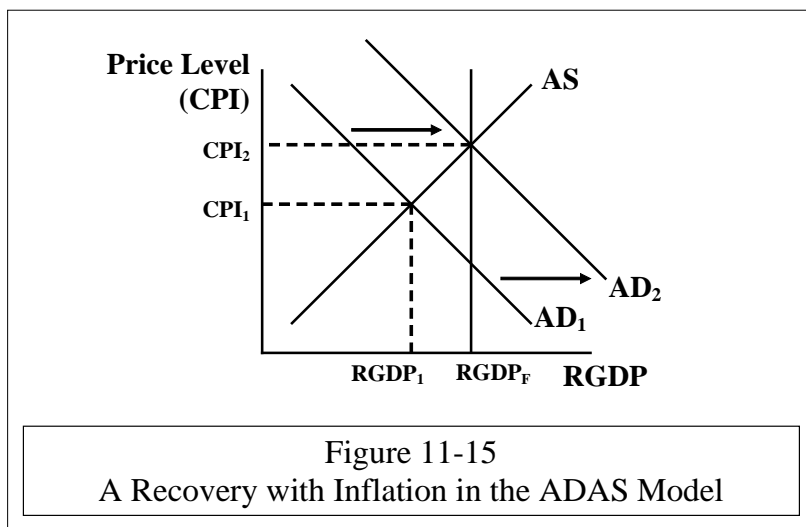 Price Level
(CPI)
AS
CPI₂
CPI₁
AD₂
AD₁
RGDP₁
RGDP_F
RGDP
Figure 11-15
A Recovery with Inflation in the ADAS Model